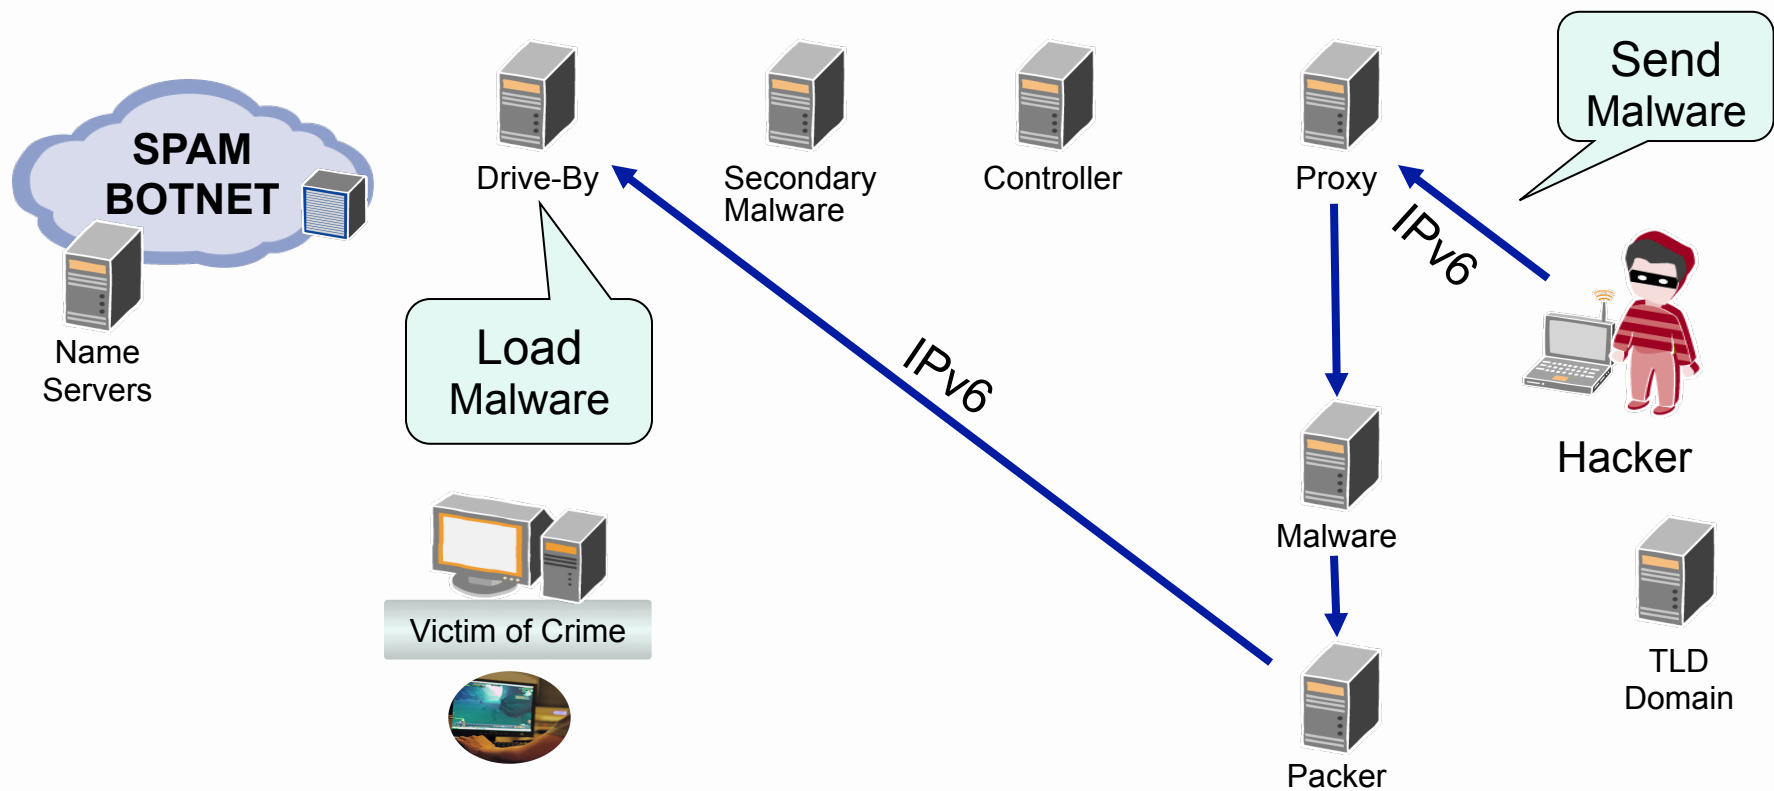 SPAM
BOTNET
Name
Servers
Drive-By
Secondary
Malware
Controller
Proxy
Send
Malware
IPv6
Load
Malware
IPv6
Hacker
Malware
Victim of Crime
TLD
Domain
Packer